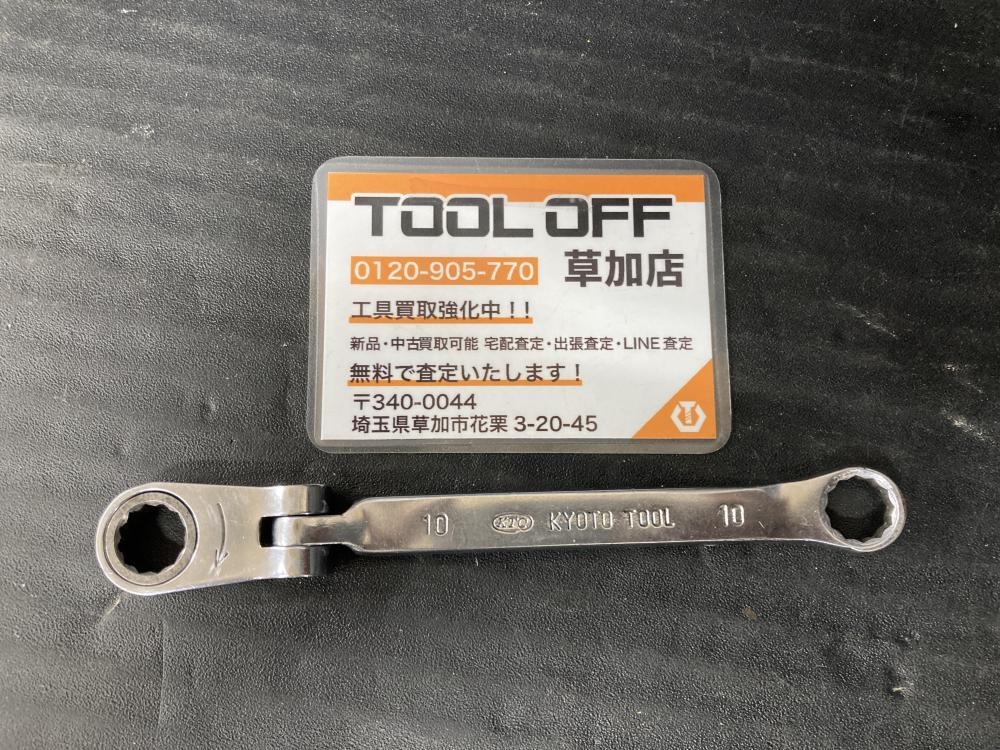 TOOL OFF
0120-905-770 草加店
工具買取強化中！！
新品・中古買取可能 宅配査定・出張査定・LINE査定
無料で査定いたします！
〒340-0044
埼玉県草加市花栗 3-20-45
10 KTC KYOTO TOOL 10